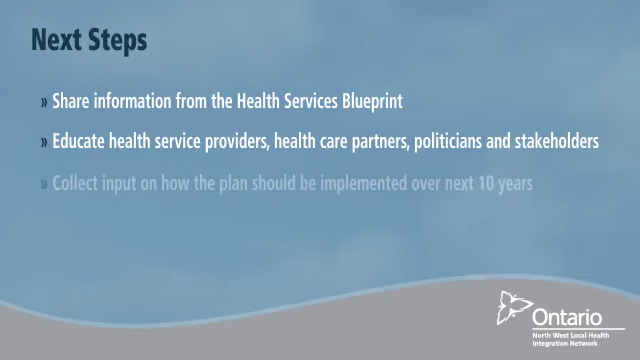 Next Steps
» Share information from the Health Services Blueprint
» Educate health service providers, health care partners, politicians and stakeholders
» Collect input on how the plan should be implemented over next 10 years
Ontario
North West Local Health
Integration Network